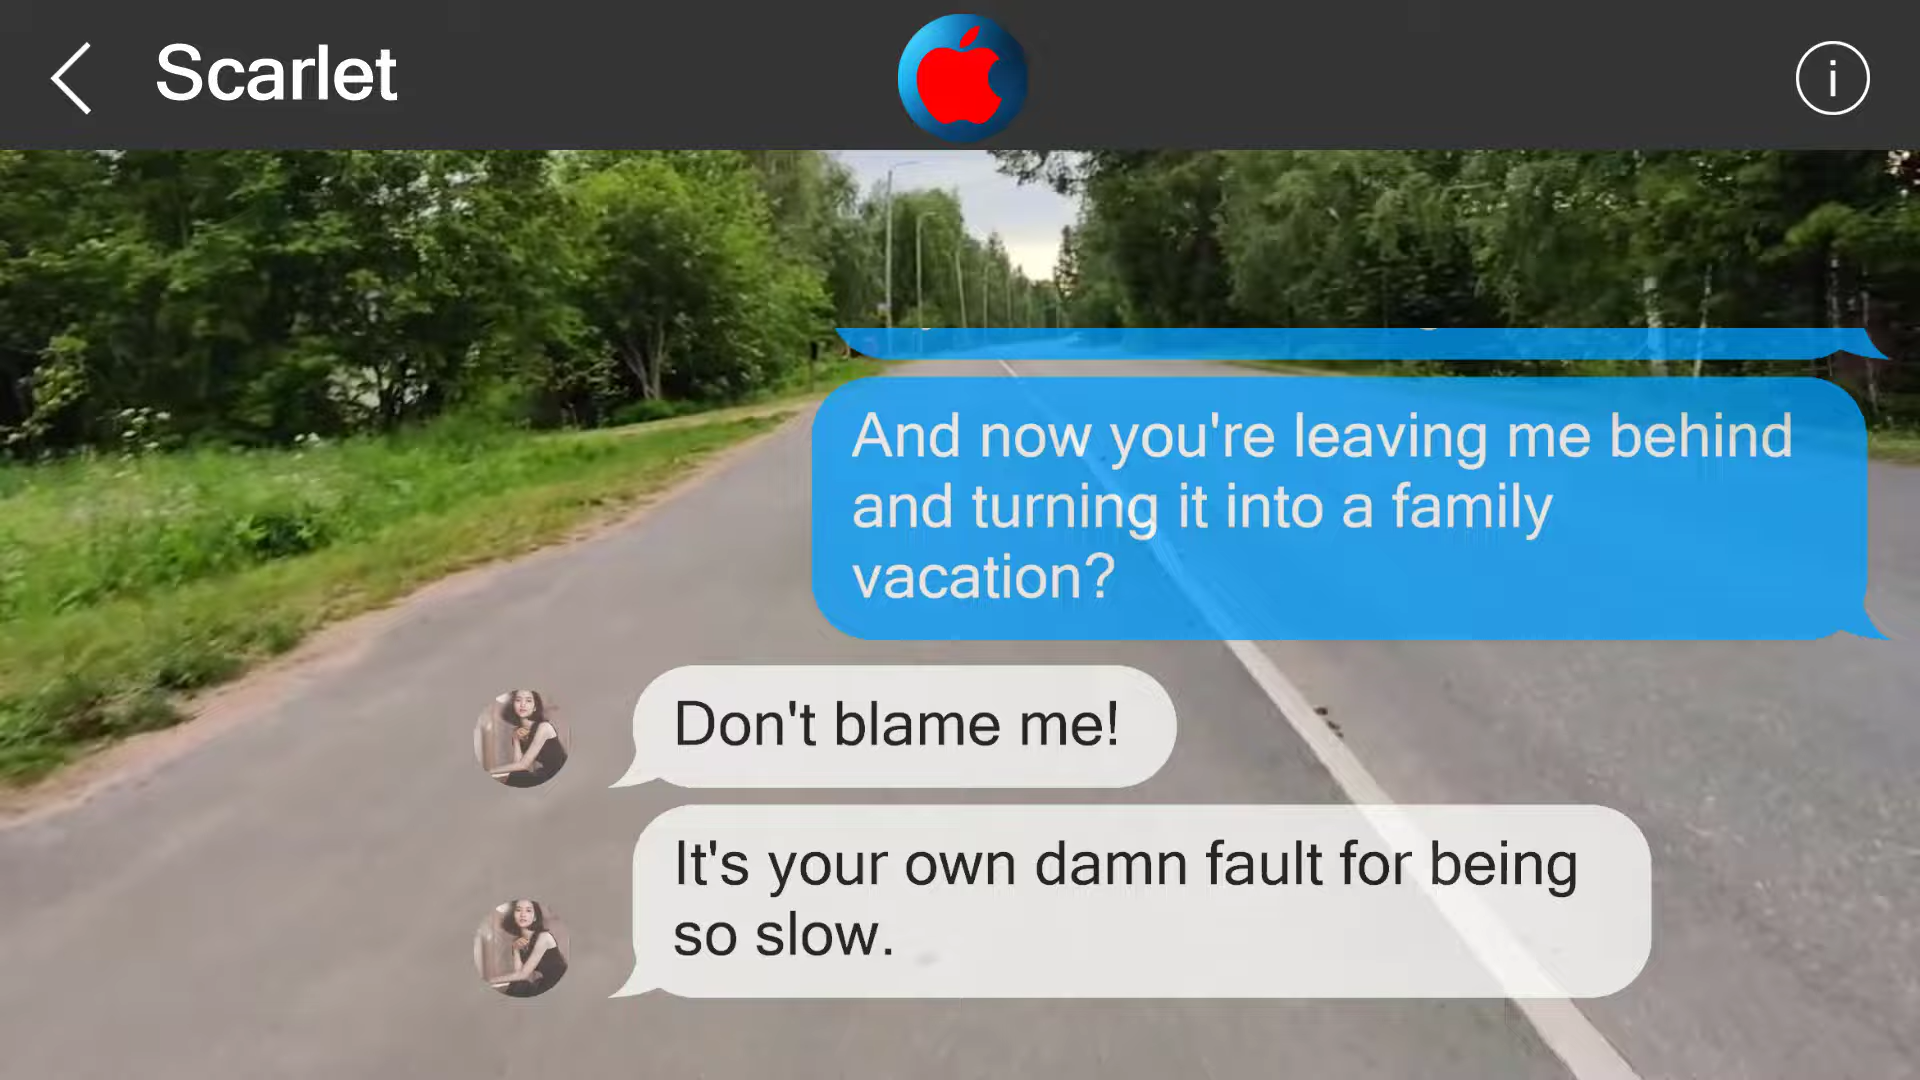 Scarlet
And now you're leaving me behind
and turning it into a family
vacation?
Don't blame me!
It's your own damn fault for being
so slow.